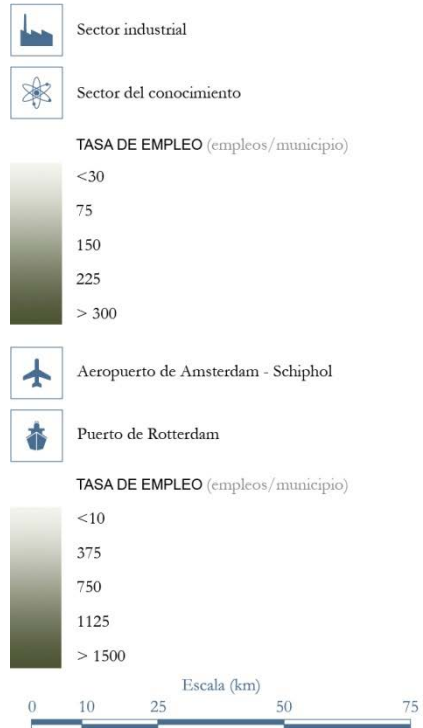 Sector industrial
Sector del conocimiento
TASA DE EMPLEO (empleos/municipio)
<30
75
150
225
> 300
Aeropuerto de Amsterdam - Schiphol
Puerto de Rotterdam
TASA DE EMPLEO (empleos/municipio)
<10
375
750
1125
> 1500
Escala (km)
0 10 25 50 75